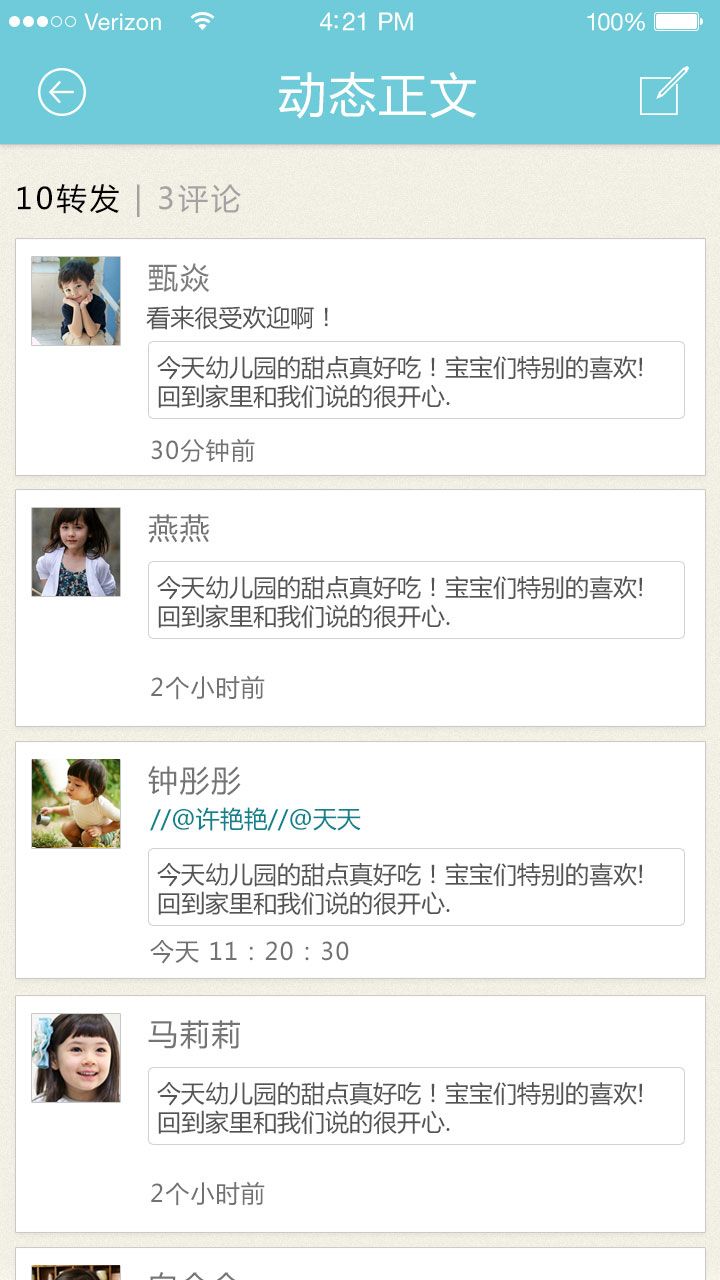 Verizon 4:21 PM 100%
动态正文
10转发 | 3评论
甄焱
看来很受欢迎啊！
今天幼儿园的甜点真好吃！宝宝们特别的喜欢!
回到家里和我们说的很开心.
30分钟前
燕燕
今天幼儿园的甜点真好吃！宝宝们特别的喜欢!
回到家里和我们说的很开心.
2个小时前
钟彤彤
//@许艳艳//@天天
今天幼儿园的甜点真好吃！宝宝们特别的喜欢!
回到家里和我们说的很开心.
今天 11：20：30
马莉莉
今天幼儿园的甜点真好吃！宝宝们特别的喜欢!
回到家里和我们说的很开心.
2个小时前